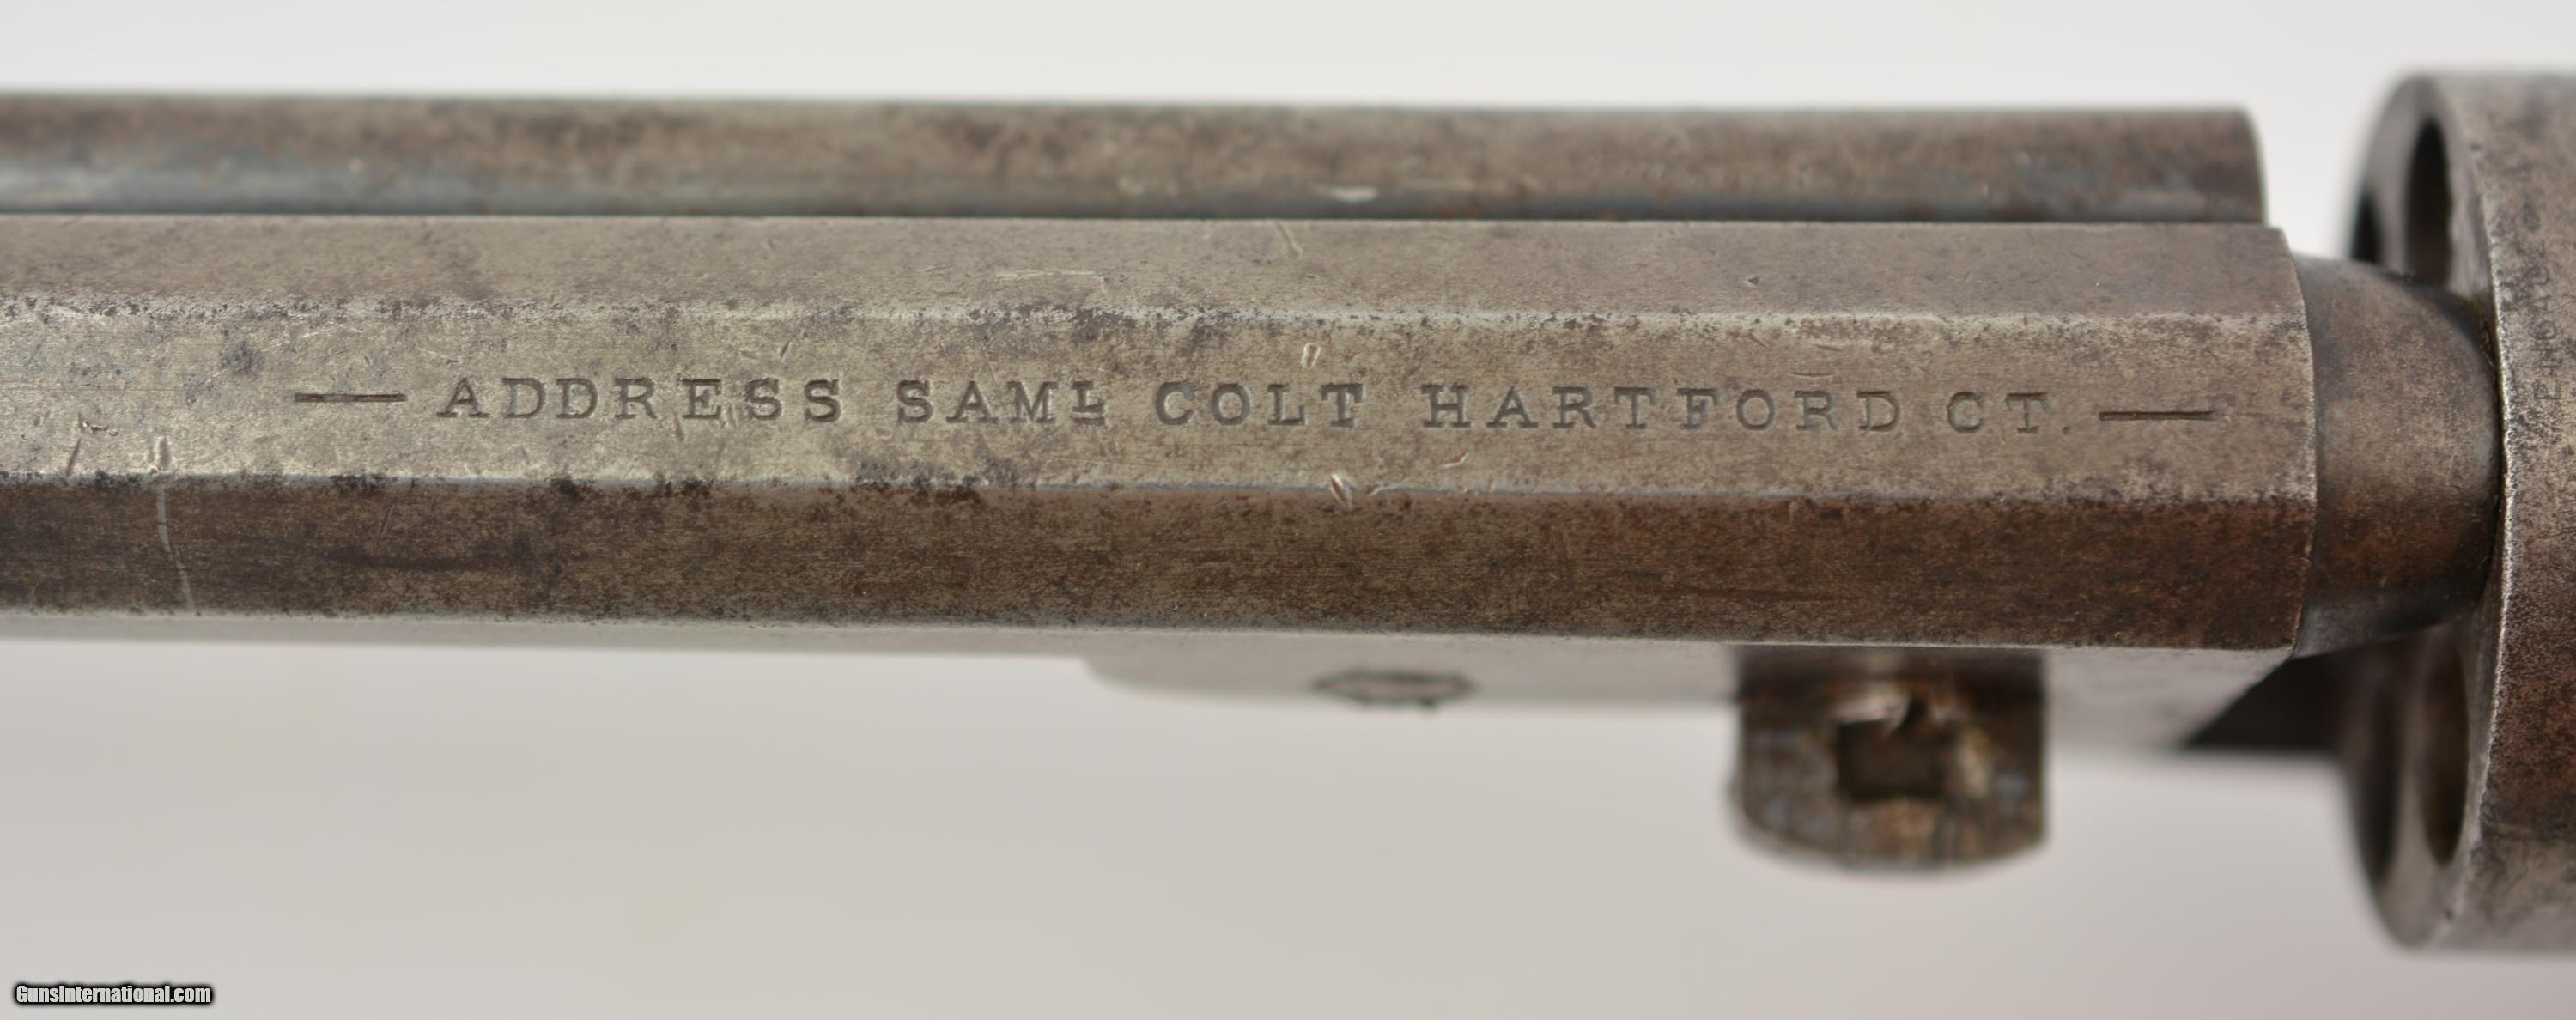 — ADDRESS SAML COLT HARTFORD CT. —
GunsInternational.com